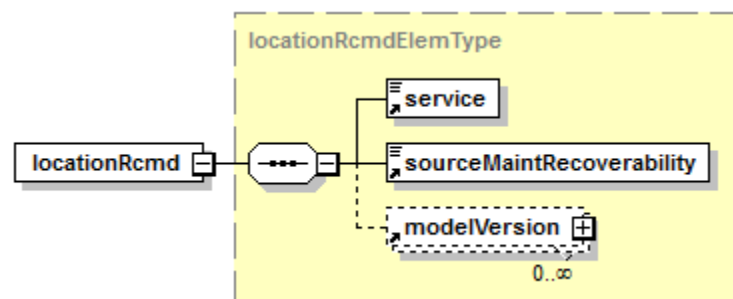 locationRcmdElemType
service
locationRcmd
sourceMaintRecoverability
modelVersion
0..∞